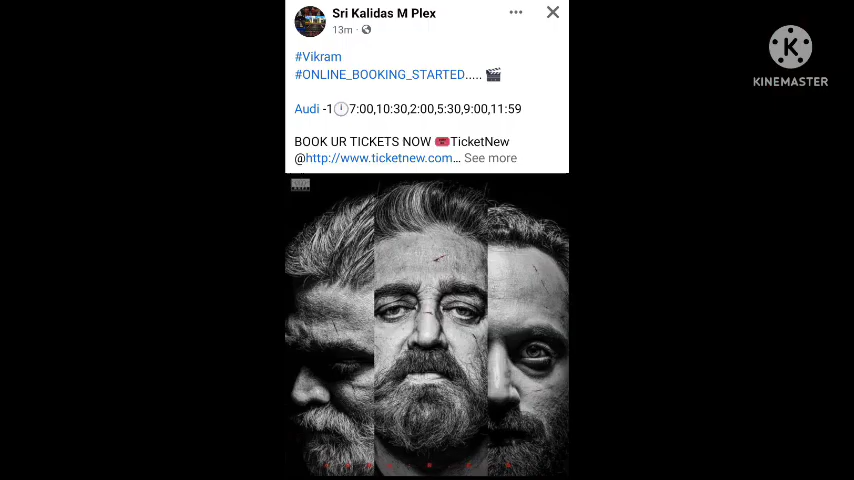 Sri Kalidas M Plex
13m ·
#Vikram
#ONLINE_BOOKING_STARTED.....
Audi -1🕛7:00,10:30,2:00,5:30,9:00,11:59
BOOK UR TICKETS NOW 🎟️TicketNew
@http://www.ticketnew.com... See more
K
KINEMASTER